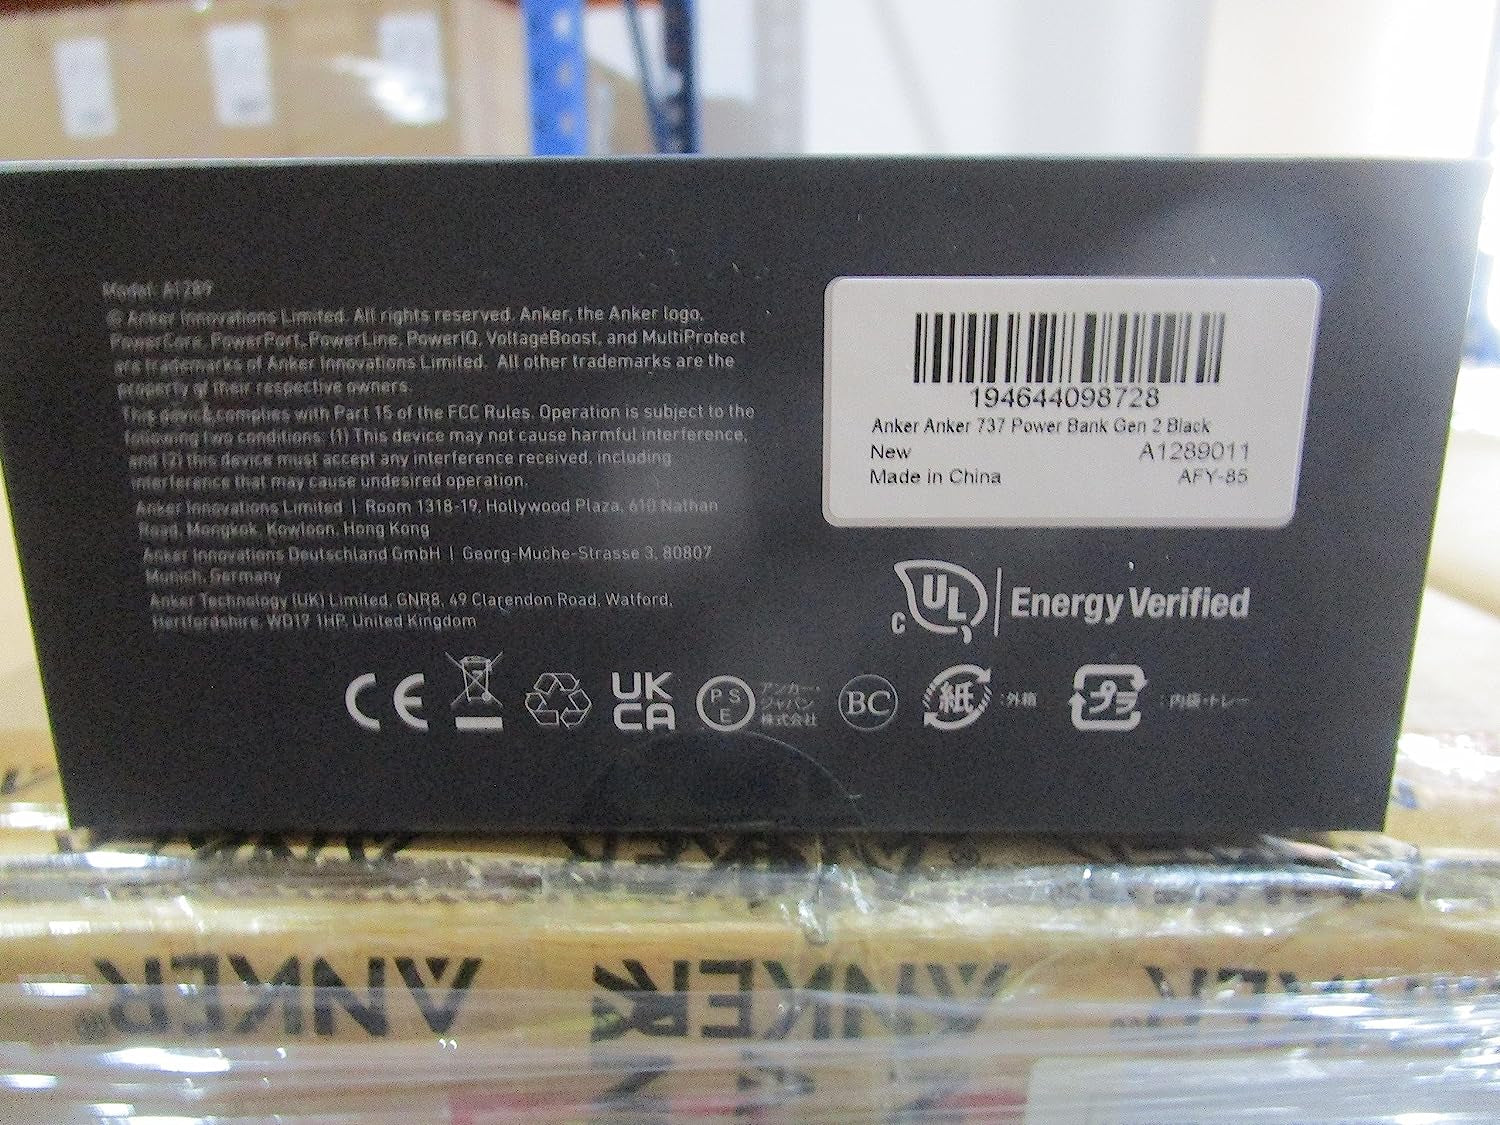 Model: A1289
© Anker Innovations Limited. All rights reserved. Anker, the Anker logo,
PowerCore, PowerPort, PowerLine, PowerIQ, VoltageBoost, and MultiProtect
are trademarks of Anker Innovations Limited. All other trademarks are the
property of their respective owners.
This device complies with Part 15 of the FCC Rules. Operation is subject to the
following two conditions: (1) This device may not cause harmful interference,
and (2) this device must accept any interference received, including
interference that may cause undesired operation.
Anker Innovations Limited | Room 1318-19, Hollywood Plaza, 610 Nathan
Road, Mongkok, Kowloon, Hong Kong
Anker Innovations Deutschland GmbH | Georg-Muche-Strasse 3, 80807
Munich, Germany
Anker Technology (UK) Limited, GNR8, 49 Clarendon Road, Watford,
Hertfordshire, WD17 1HP, United Kingdom
194644098728
Anker Anker 737 Power Bank Gen 2 Black
New A1289011
Made in China AFY-85
c UL Energy Verified
CE
UK
CA
PS
E
アンカー・
ジャパン
株式会社
BC
紙 :外箱
プラ :内袋・トレー
ANKER
ANKER
ANKER